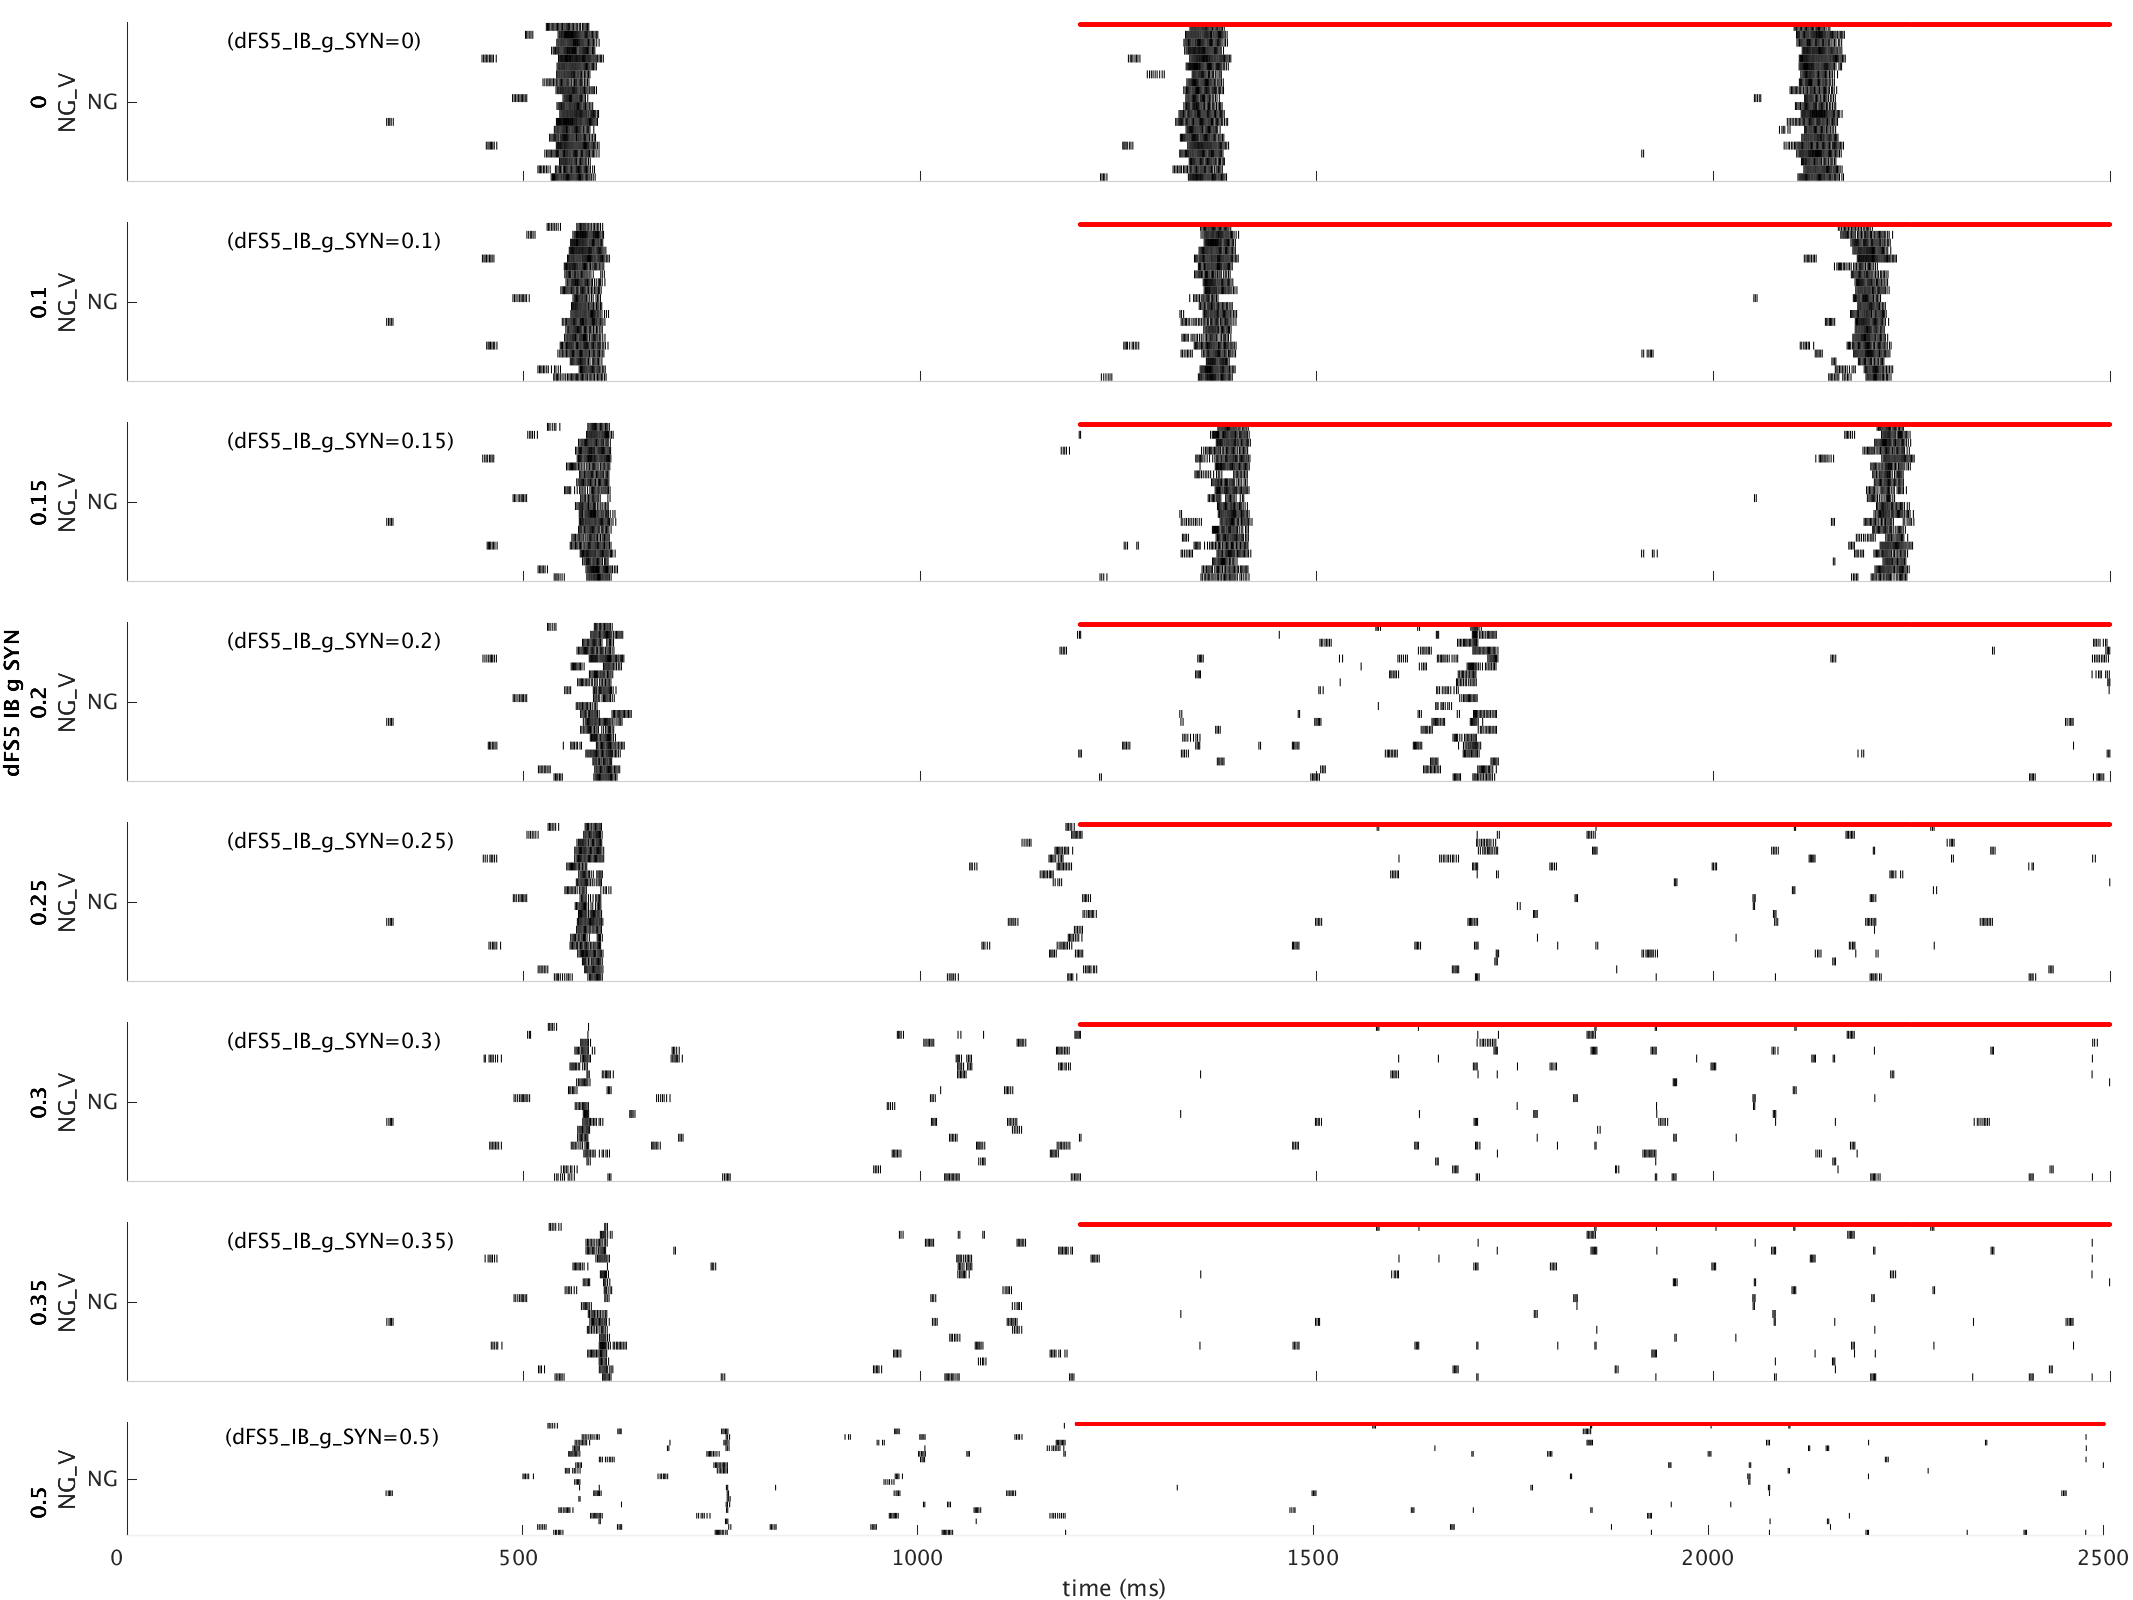 dFS5 IB g SYN
0
NG_V
NG
(dFS5_IB_g_SYN=0)
0.1
NG_V
NG
(dFS5_IB_g_SYN=0.1)
0.15
NG_V
NG
(dFS5_IB_g_SYN=0.15)
0.2
NG_V
NG
(dFS5_IB_g_SYN=0.2)
0.25
NG_V
NG
(dFS5_IB_g_SYN=0.25)
0.3
NG_V
NG
(dFS5_IB_g_SYN=0.3)
0.35
NG_V
NG
(dFS5_IB_g_SYN=0.35)
0.5
NG_V
NG
(dFS5_IB_g_SYN=0.5)
0 500 1000 1500 2000 2500
time (ms)